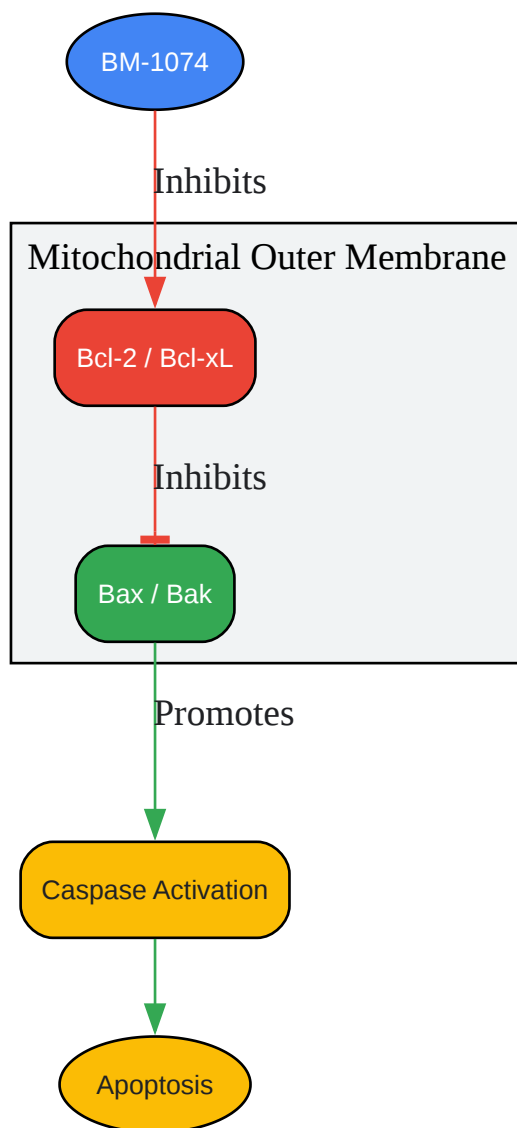 BM-1074
Inhibits
Mitochondrial Outer Membrane
Bcl-2 / Bcl-xL
Inhibits
Bax / Bak
Promotes
Caspase Activation
Apoptosis